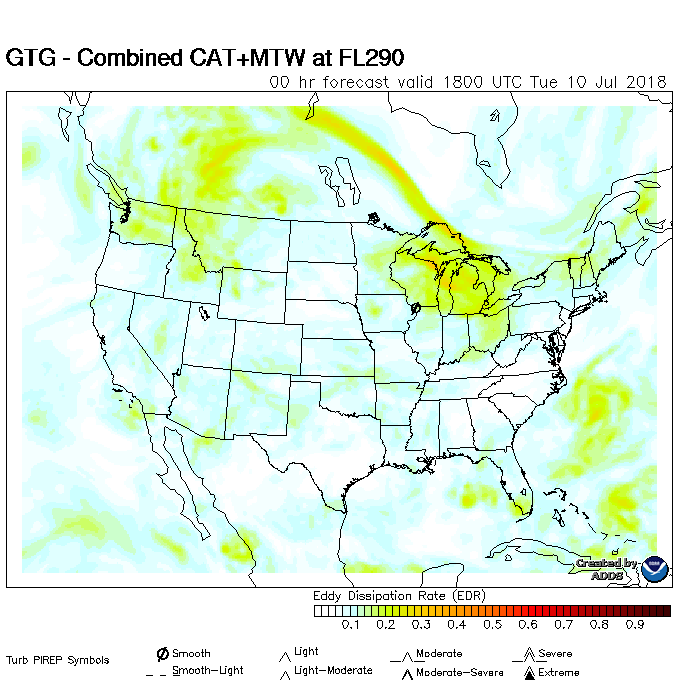 GTG - Combined CAT+MTW at FL290
00 hr forecast valid 1800 UTC Tue 10 Jul 2018
Created by
ADDS
Eddy Dissipation Rate (EDR)
0.1 0.2 0.3 0.4 0.5 0.6 0.7 0.8 0.9
Turb PIREP Symbols
Smooth Light Moderate Severe
Smooth-Light Light-Moderate Moderate-Severe Extreme